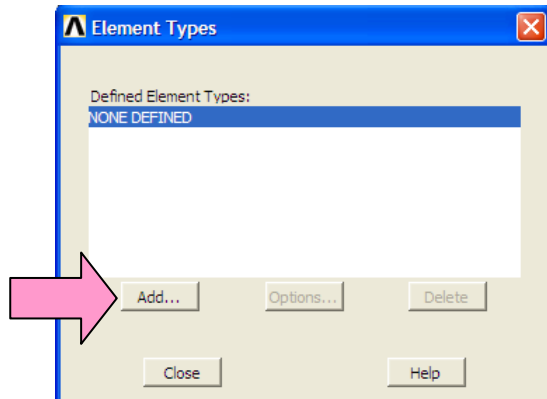 Element Types
Defined Element Types:
NONE DEFINED
Add... Options... Delete
Close Help